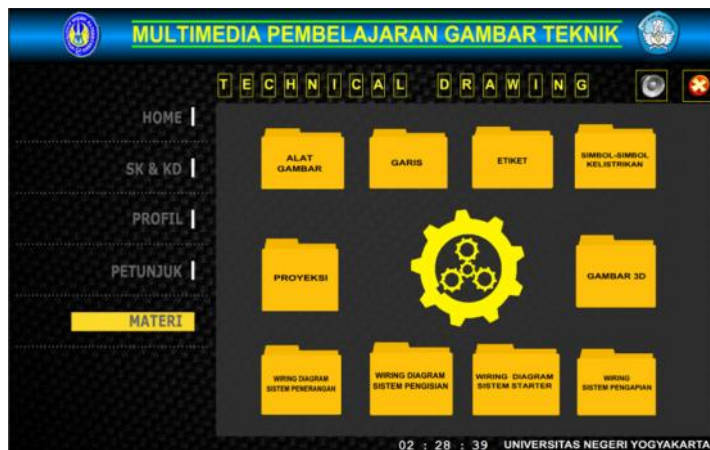 MULTIMEDIA PEMBELAJARAN GAMBAR TEKNIK
TECHNICAL DRAWING
HOME
SK & KD
PROFIL
PETUNJUK
MATERI
ALAT
GAMBAR
GARIS
ETIKET
SIMBOL-SIMBOL
KELISTRIKAN
PROYEKSI
GAMBAR 3D
WIRING DIAGRAM
SISTEM PENERANGAN
WIRING DIAGRAM
SISTEM PENGISIAN
WIRING DIAGRAM
SISTEM STARTER
WIRING
SISTEM PENGAPIAN
02 : 28 : 39 UNIVERSITAS NEGERI YOGYAKARTA